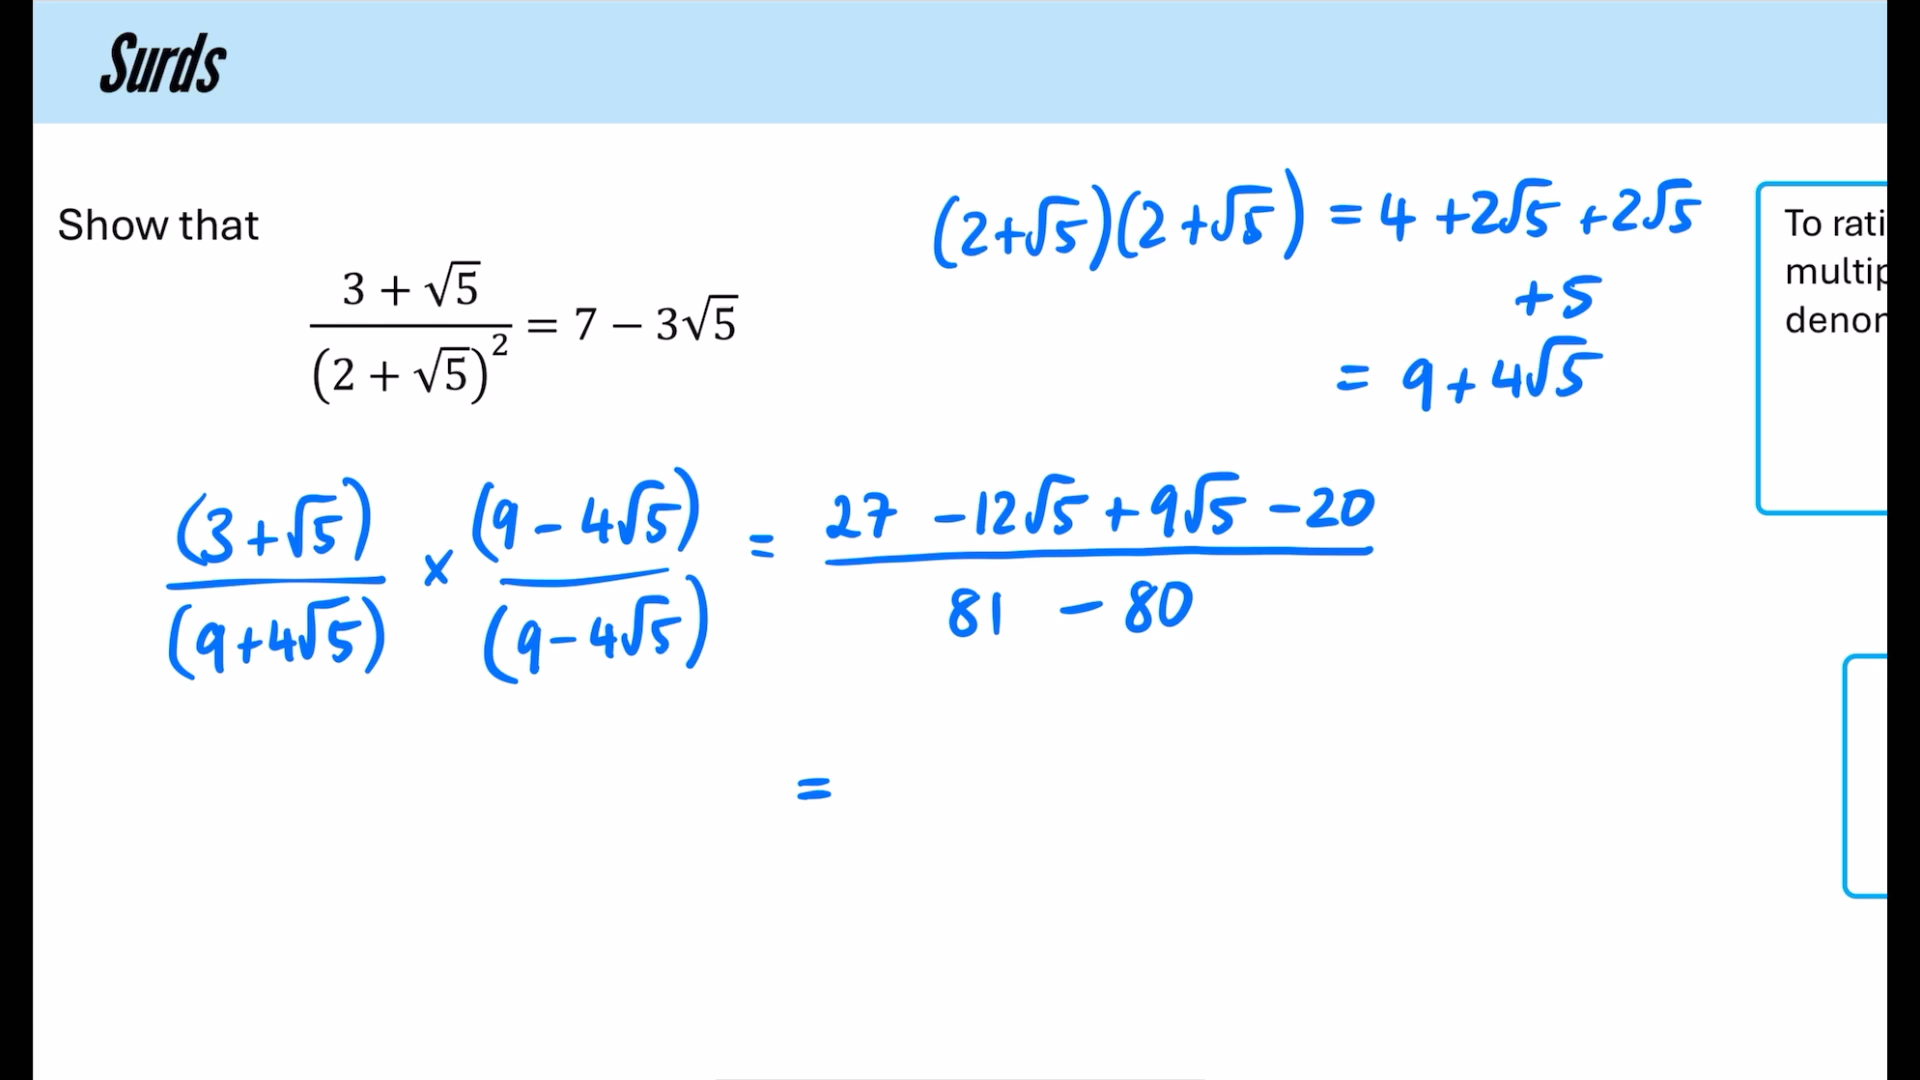 Surds
Show that
(3 + √5)/(2 + √5)² = 7 − 3√5
(2+√5)(2+√5) = 4 +2√5 +2√5
+5
= 9+4√5
To rati
multip
denor
(3+√5)/(9+4√5) × (9-4√5)/(9-4√5) = (27 -12√5 +9√5 -20)/(81 - 80)
=